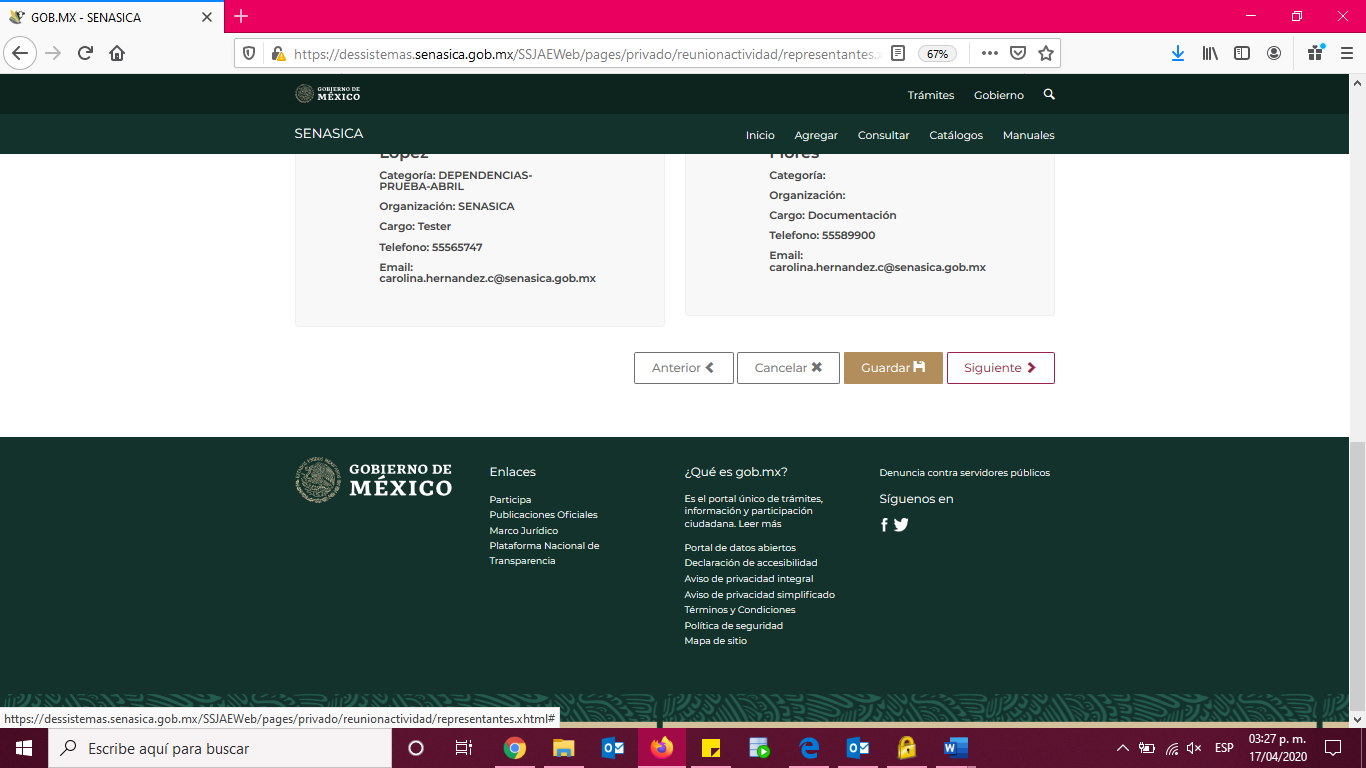 GOB.MX - SENASICA
https://dessistemas.senasica.gob.mx/SSJAEWeb/pages/privado/reunionactividad/representantes.x
67%
GOBIERNO DE
MÉXICO
Trámites
Gobierno
SENASICA
Inicio
Agregar
Consultar
Catálogos
Manuales
López
Categoría: DEPENDENCIAS-
PRUEBA-ABRIL
Organización: SENASICA
Cargo: Tester
Telefono: 55565747
Email:
carolina.hernandez.c@senasica.gob.mx
Flores
Categoría:
Organización:
Cargo: Documentación
Telefono: 55589900
Email:
carolina.hernandez.c@senasica.gob.mx
Anterior
Cancelar
Guardar
Siguiente
GOBIERNO DE
MÉXICO
Enlaces
Participa
Publicaciones Oficiales
Marco Jurídico
Plataforma Nacional de
Transparencia
¿Qué es gob.mx?
Es el portal único de trámites,
información y participación
ciudadana. Leer más
Portal de datos abiertos
Declaración de accesibilidad
Aviso de privacidad integral
Aviso de privacidad simplificado
Términos y Condiciones
Política de seguridad
Mapa de sitio
Denuncia contra servidores públicos
Síguenos en
https://dessistemas.senasica.gob.mx/SSJAEWeb/pages/privado/reunionactividad/representantes.xhtml#
Escribe aquí para buscar
ESP
03:27 p. m.
17/04/2020